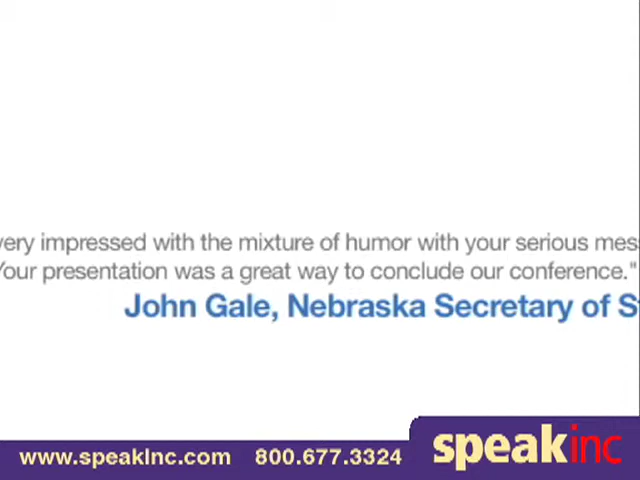 very impressed with the mixture of humor with your serious mes
Your presentation was a great way to conclude our conference."
John Gale, Nebraska Secretary of S
www.speakInc.com 800.677.3324
speakinc